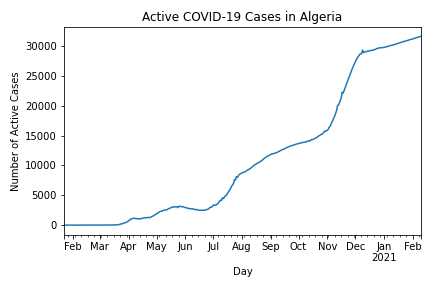 Active COVID-19 Cases in Algeria
Number of Active Cases
30000
25000
20000
15000
10000
5000
0
Feb Mar Apr May Jun Jul Aug Sep Oct Nov Dec Jan Feb
2021
Day